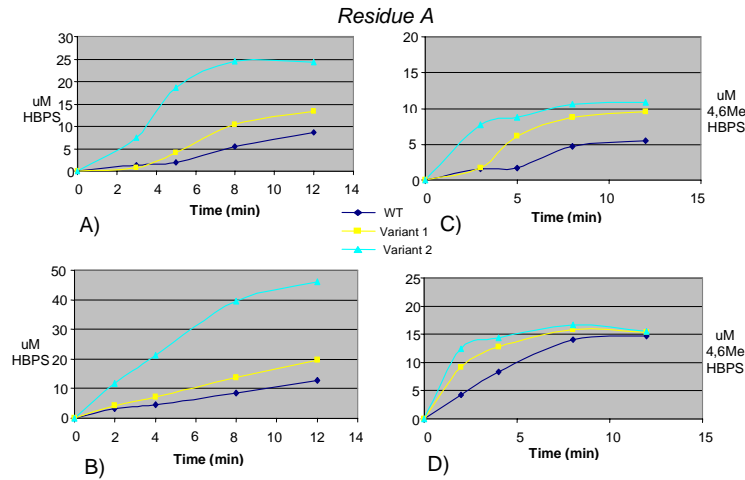 Residue A
30
25
20
15
10
5
0
uM
HBPS
0 2 4 6 8 10 12 14
Time (min)
A)
20
15
10
5
0
uM
4,6Me
HBPS
0 5 10 15
Time (min)
C)
WT
Variant 1
Variant 2
50
40
30
20
10
0
uM
HBPS
0 2 4 6 8 10 12 14
Time (min)
B)
25
20
15
10
5
0
uM
4,6Me
HBPS
0 5 10 15
Time (min)
D)